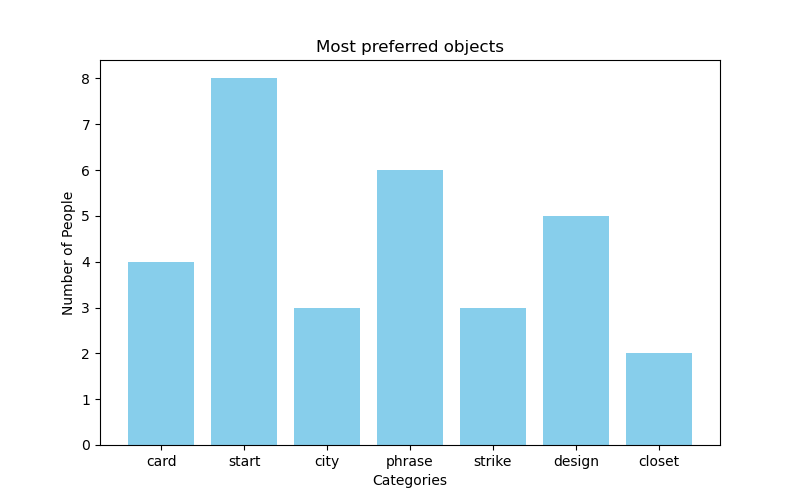 Most preferred objects
Number of People
8
7
6
5
4
3
2
1
0
card start city phrase strike design closet
Categories